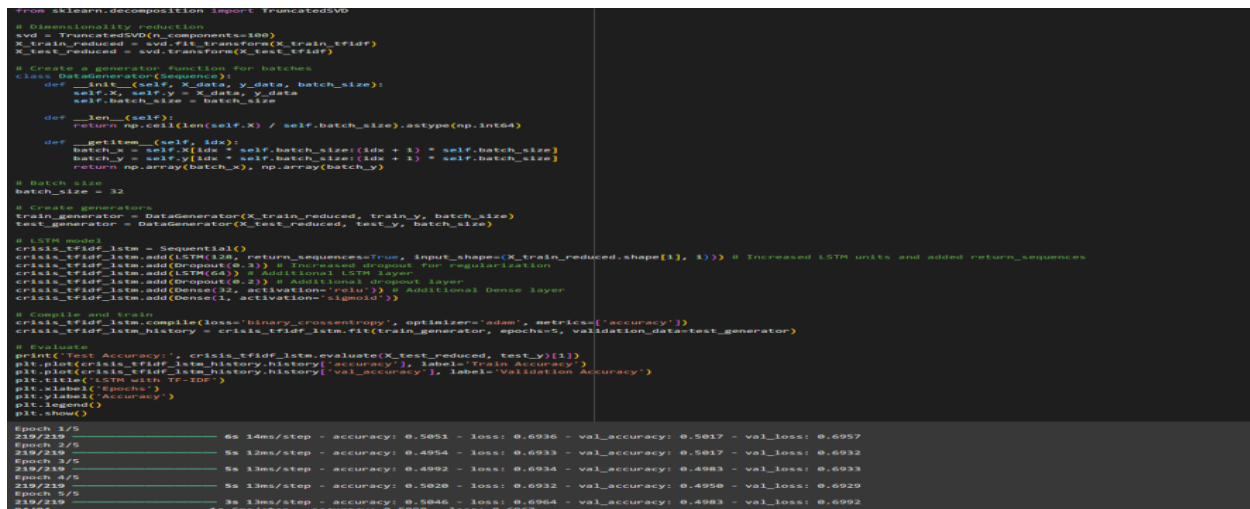 from sklearn.decomposition import TruncatedSVD
# Dimensionality reduction
svd = TruncatedSVD(n_components=100)
X_train_reduced = svd.fit_transform(X_train_tfidf)
X_test_reduced = svd.transform(X_test_tfidf)
# Create a generator function for batches
class DataGenerator(Sequence):
    def __init__(self, X_data, y_data, batch_size):
        self.X, self.y = X_data, y_data
        self.batch_size = batch_size
    def __len__(self):
        return np.ceil(len(self.X) / self.batch_size).astype(np.int64)
    def __getitem__(self, idx):
        batch_x = self.X[idx * self.batch_size:(idx + 1) * self.batch_size]
        batch_y = self.y[idx * self.batch_size:(idx + 1) * self.batch_size]
        return np.array(batch_x), np.array(batch_y)
# Batch size
batch_size = 32
# Create generators
train_generator = DataGenerator(X_train_reduced, train_y, batch_size)
test_generator = DataGenerator(X_test_reduced, test_y, batch_size)
# LSTM model
crisis_tfidf_lstm = Sequential()
crisis_tfidf_lstm.add(LSTM(128, return_sequences=True, input_shape=(X_train_reduced.shape[1], 1))) # Increased LSTM units and added return_sequences
crisis_tfidf_lstm.add(Dropout(0.3)) # Increased dropout for regularization
crisis_tfidf_lstm.add(LSTM(64)) # Additional LSTM layer
crisis_tfidf_lstm.add(Dropout(0.2)) # Additional dropout layer
crisis_tfidf_lstm.add(Dense(32, activation='relu')) # Additional Dense layer
crisis_tfidf_lstm.add(Dense(1, activation='sigmoid'))
# Compile and train
crisis_tfidf_lstm.compile(loss='binary_crossentropy', optimizer='adam', metrics=['accuracy'])
crisis_tfidf_lstm_history = crisis_tfidf_lstm.fit(train_generator, epochs=5, validation_data=test_generator)
# Evaluate
print('Test Accuracy:', crisis_tfidf_lstm.evaluate(X_test_reduced, test_y)[1])
plt.plot(crisis_tfidf_lstm_history.history['accuracy'], label='Train Accuracy')
plt.plot(crisis_tfidf_lstm_history.history['val_accuracy'], label='Validation Accuracy')
plt.title('LSTM with TF-IDF')
plt.xlabel('Epochs')
plt.ylabel('Accuracy')
plt.legend()
plt.show()
Epoch 1/5
219/219 6s 14ms/step - accuracy: 0.5051 - loss: 0.6936 - val_accuracy: 0.5017 - val_loss: 0.6957
Epoch 2/5
219/219 5s 12ms/step - accuracy: 0.4954 - loss: 0.6933 - val_accuracy: 0.5017 - val_loss: 0.6932
Epoch 3/5
219/219 5s 13ms/step - accuracy: 0.4992 - loss: 0.6934 - val_accuracy: 0.4983 - val_loss: 0.6933
Epoch 4/5
219/219 5s 13ms/step - accuracy: 0.5020 - loss: 0.6932 - val_accuracy: 0.4950 - val_loss: 0.6929
Epoch 5/5
219/219 3s 13ms/step - accuracy: 0.5046 - loss: 0.6964 - val_accuracy: 0.4983 - val_loss: 0.6992